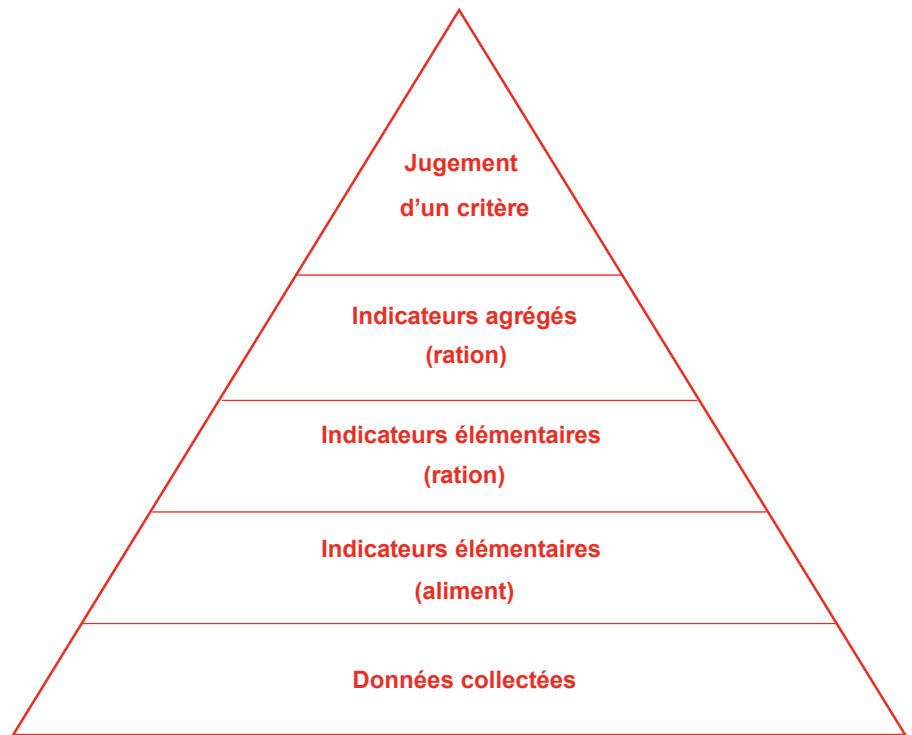 Jugement
d’un critère
Indicateurs agrégés
(ration)
Indicateurs élémentaires
(ration)
Indicateurs élémentaires
(aliment)
Données collectées